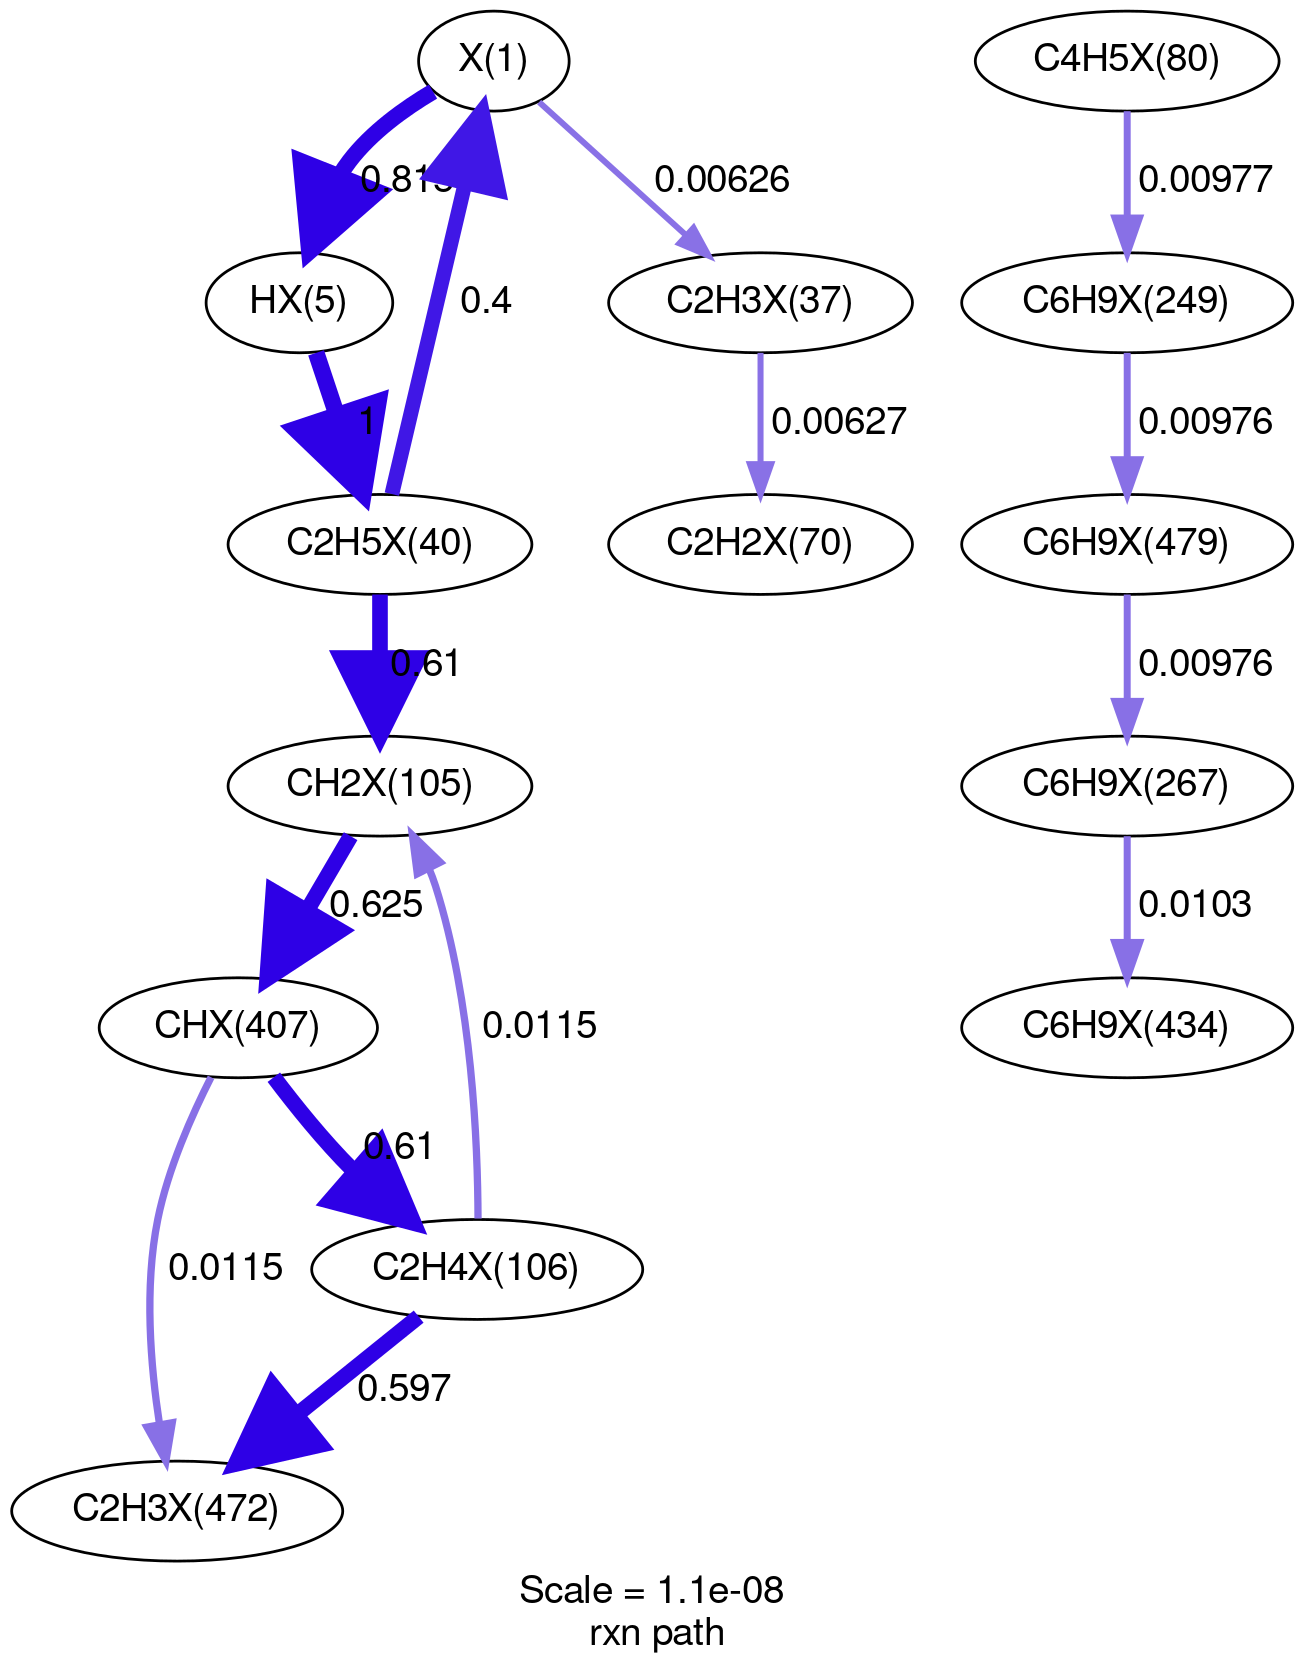 X(1)
C4H5X(80)
0.00626
0.00977
HX(5)
C2H3X(37)
C6H9X(249)
0.4
1
0.00627
0.00976
C2H5X(40)
C2H2X(70)
C6H9X(479)
0.61
0.00976
CH2X(105)
C6H9X(267)
0.625
0.0103
CHX(407)
0.0115
C6H9X(434)
0.61
C2H4X(106)
0.0115
0.597
C2H3X(472)
Scale = 1.1e-08
rxn path